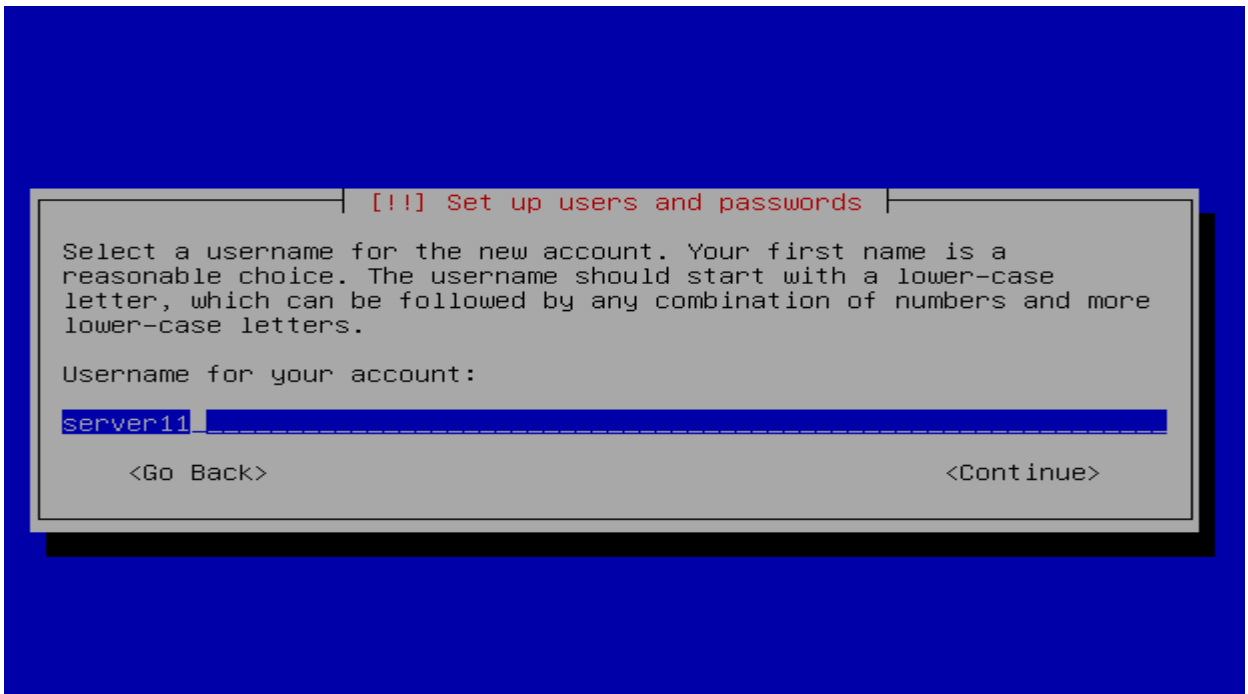 [!!] Set up users and passwords
Select a username for the new account. Your first name is a
reasonable choice. The username should start with a lower-case
letter, which can be followed by any combination of numbers and more
lower-case letters.
Username for your account:
server11
<Go Back> <Continue>